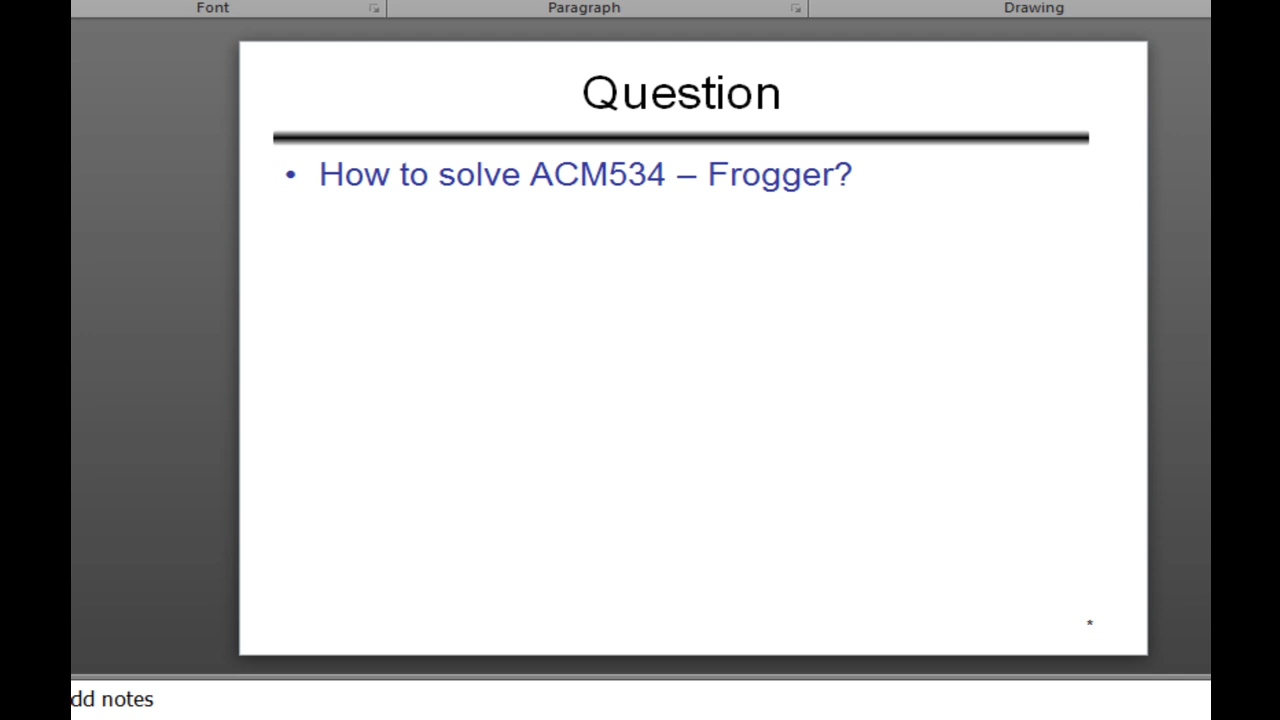 Font Paragraph Drawing
Question
• How to solve ACM534 – Frogger?
*
dd notes